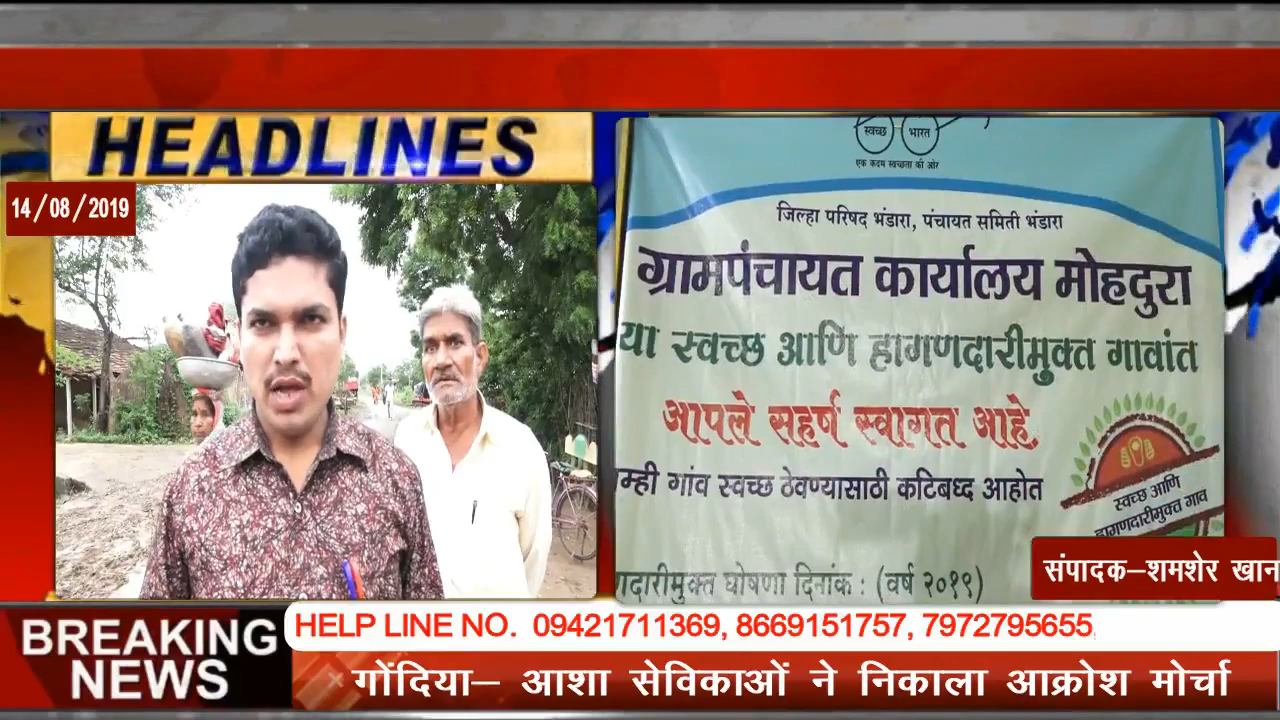 HEADLINES
14/08/2019
स्वच्छ भारत
एक कदम स्वच्छता की ओर
जिल्हा परिषद भंडारा, पंचायत समिती भंडारा
ग्रामपंचायत कार्यालय मोहदुरा
या स्वच्छ आणि हागणदारीमुक्त गावांत
आपले सहर्ष स्वागत आहे.
म्ही गांव स्वच्छ ठेवण्यासाठी कटिबध्द आहोत
स्वच्छ आणि
हागणदारीमुक्त गाव
दारीमुक्त घोषणा दिनांक : (वर्ष २०१९)
संपादक–शमशेर खान
BREAKING
NEWS
HELP LINE NO. 09421711369, 8669151757, 7972795655,
गोंदिया– आशा सेविकाओं ने निकाला आक्रोश मोर्चा